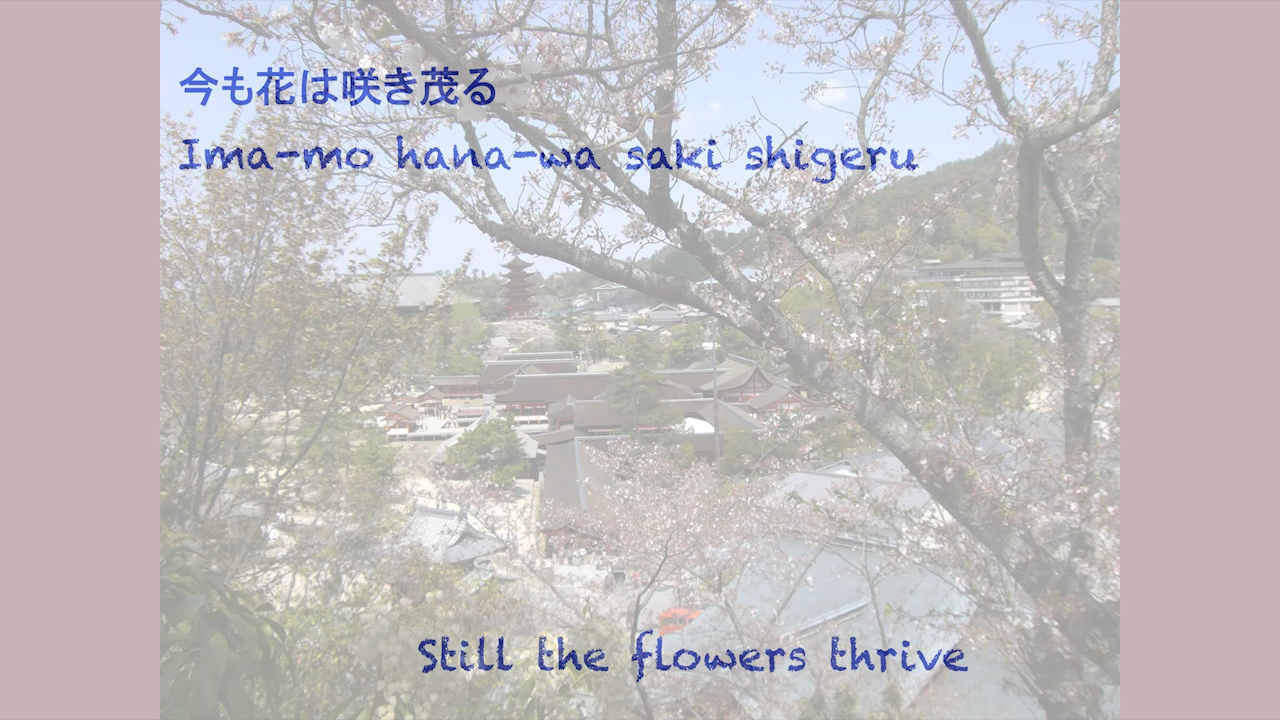 今も花は咲き茂る
Ima-mo hana-wa saki shigeru
Still the flowers thrive